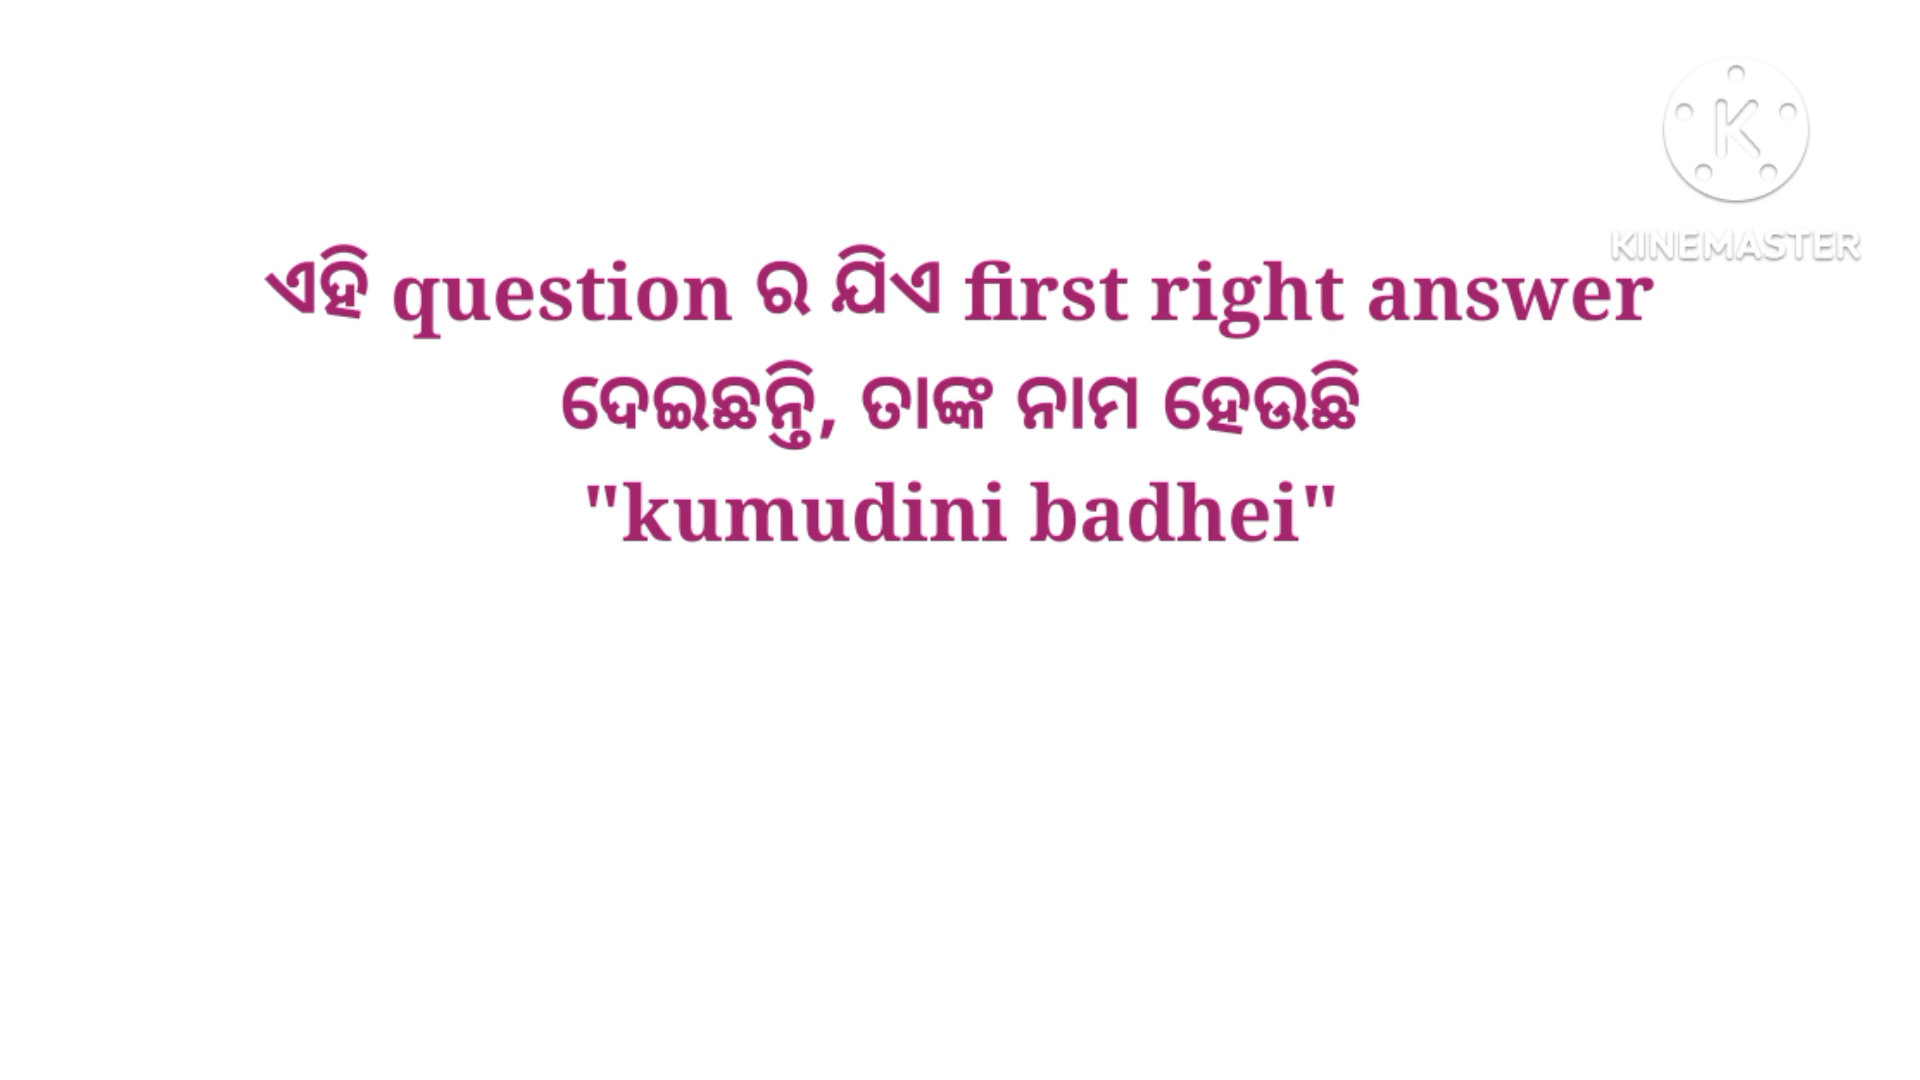 KINEMASTER
ଏହି question ର ଯିଏ first right answer
ଦେଇଛନ୍ତି, ତାଙ୍କ ନାମ ହେଉଛି
"kumudini badhei"